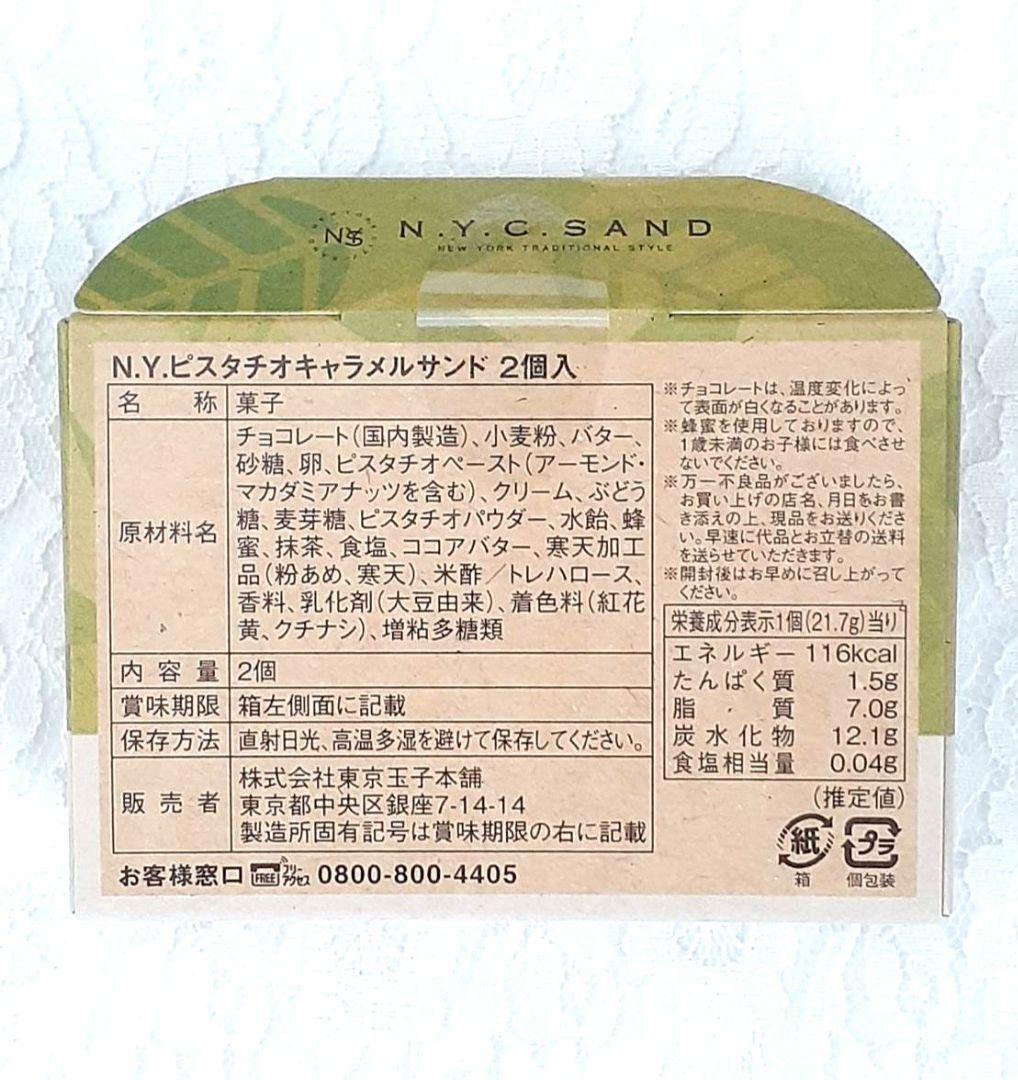 NYS
N.Y.C.SAND
NEW YORK TRADITIONAL STYLE
N.Y.ピスタチオキャラメルサンド 2個入
名 称 菓子
原材料名
チョコレート(国内製造)、小麦粉、バター、
砂糖、卵、ピスタチオペースト(アーモンド・
マカダミアナッツを含む)、クリーム、ぶどう
糖、麦芽糖、ピスタチオパウダー、水飴、蜂
蜜、抹茶、食塩、ココアバター、寒天加工
品(粉あめ、寒天)、米酢/トレハロース、
香料、乳化剤(大豆由来)、着色料(紅花
黄、クチナシ)、増粘多糖類
内容量 2個
賞味期限 箱左側面に記載
保存方法 直射日光、高温多湿を避けて保存してください。
販売者
株式会社東京玉子本舗
東京都中央区銀座7-14-14
製造所固有記号は賞味期限の右に記載
お客様窓口 FREE フリーアクセス 0800-800-4405
※チョコレートは、温度変化によっ
て表面が白くなることがあります。
※蜂蜜を使用しておりますので、
1歳未満のお子様には食べさせ
ないでください。
※万一不良品がございましたら、
お買い上げの店名、月日をお書
き添えの上、現品をお送りくださ
い。早速に代品とお立替の送料
を送らせていただきます。
※開封後はお早めに召し上がって
ください。
栄養成分表示1個(21.7g)当り
エネルギー 116kcal
たんぱく質 1.5g
脂・質 7.0g
炭水化物 12.1g
食塩相当量 0.04g
(推定値)
紙 プラ
箱 個包装